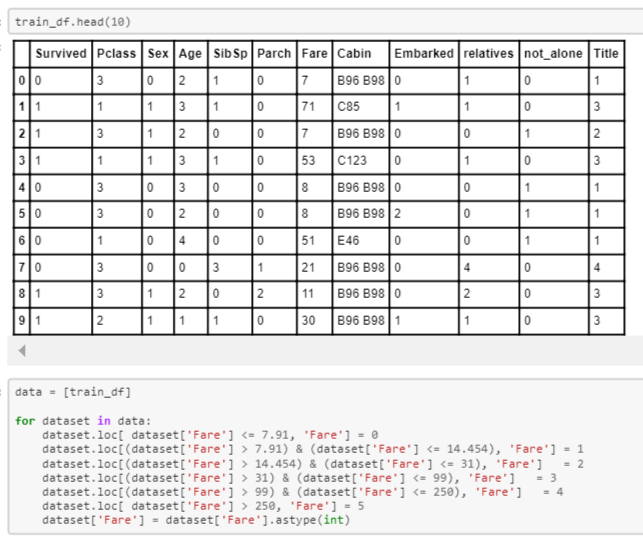 train_df.head(10)
Survived Pclass Sex Age SibSp Parch Fare Cabin Embarked relatives not_alone Title
0 0 3 0 2 1 0 7 B96 B98 0 1 0 1
1 1 1 1 3 1 0 71 C85 1 1 0 3
2 1 3 1 2 0 0 7 B96 B98 0 0 1 2
3 1 1 1 3 1 0 53 C123 0 1 0 3
4 0 3 0 3 0 0 8 B96 B98 0 0 1 1
5 0 3 0 2 0 0 8 B96 B98 2 0 1 1
6 0 1 0 4 0 0 51 E46 0 0 1 1
7 0 3 0 0 3 1 21 B96 B98 0 4 0 4
8 1 3 1 2 0 2 11 B96 B98 0 2 0 3
9 1 2 1 1 1 0 30 B96 B98 1 1 0 3
data = [train_df]
for dataset in data:
    dataset.loc[ dataset['Fare'] <= 7.91, 'Fare'] = 0
    dataset.loc[(dataset['Fare'] > 7.91) & (dataset['Fare'] <= 14.454), 'Fare'] = 1
    dataset.loc[(dataset['Fare'] > 14.454) & (dataset['Fare'] <= 31), 'Fare']   = 2
    dataset.loc[(dataset['Fare'] > 31) & (dataset['Fare'] <= 99), 'Fare']   = 3
    dataset.loc[(dataset['Fare'] > 99) & (dataset['Fare'] <= 250), 'Fare']   = 4
    dataset.loc[ dataset['Fare'] > 250, 'Fare'] = 5
    dataset['Fare'] = dataset['Fare'].astype(int)